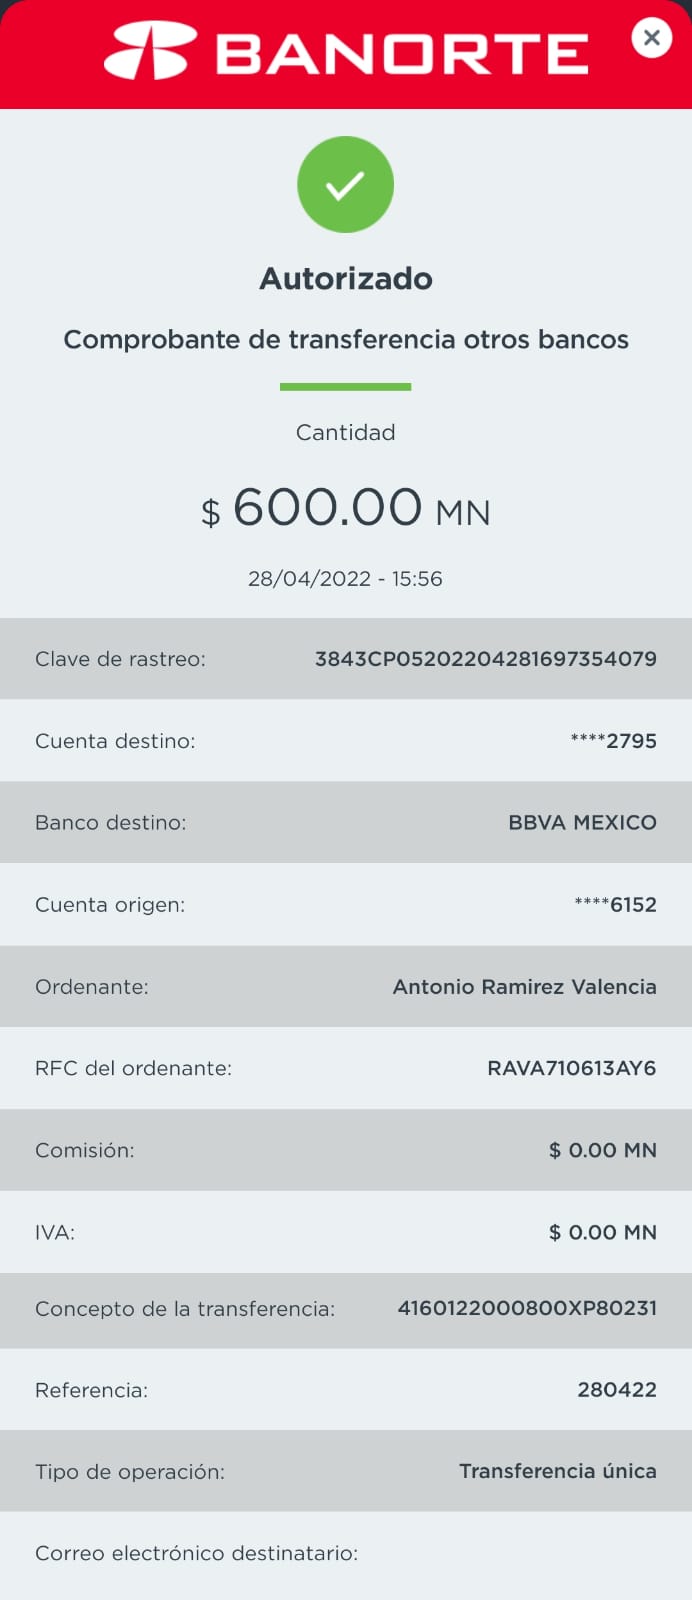 BANORTE
Autorizado
Comprobante de transferencia otros bancos
Cantidad
$ 600.00 MN
28/04/2022 - 15:56
Clave de rastreo: 3843CP05202204281697354079
Cuenta destino: ****2795
Banco destino: BBVA MEXICO
Cuenta origen: ****6152
Ordenante: Antonio Ramirez Valencia
RFC del ordenante: RAVA710613AY6
Comisión: $ 0.00 MN
IVA: $ 0.00 MN
Concepto de la transferencia: 4160122000800XP80231
Referencia: 280422
Tipo de operación: Transferencia única
Correo electrónico destinatario: